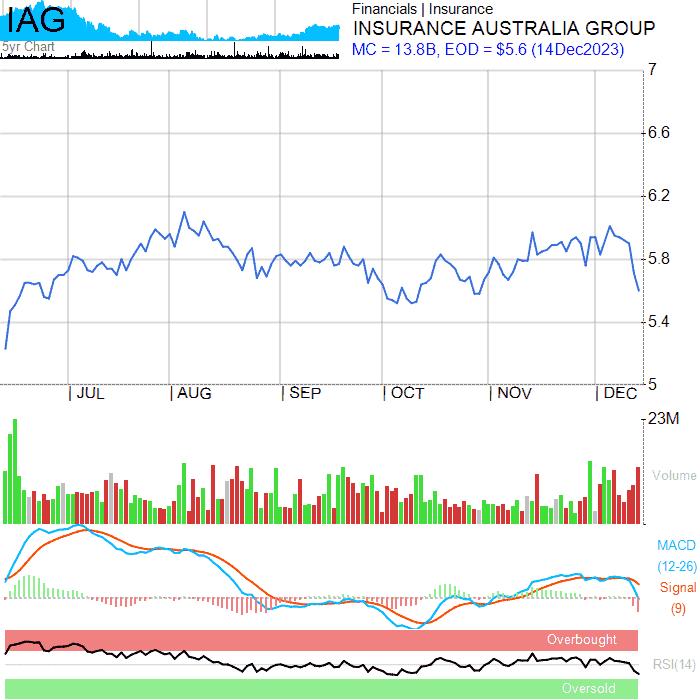 IAG
5yr Chart
Financials | Insurance
INSURANCE AUSTRALIA GROUP
MC = 13.8B, EOD = $5.6 (14Dec2023)
7
6.6
6.2
5.8
5.4
5
| JUL | AUG | SEP | OCT | NOV | DEC
23M
Volume
MACD
(12-26)
Signal
(9)
Overbought
RSI(14)
Oversold